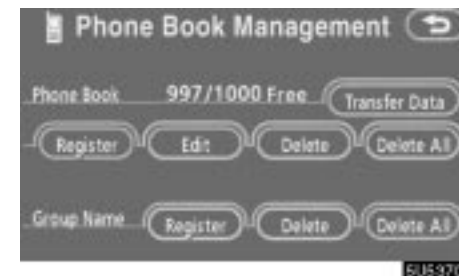 Phone Book Management
Phone Book 997/1000 Free Transfer Data
Register Edit Delete Delete All
Group Name Register Delete Delete All